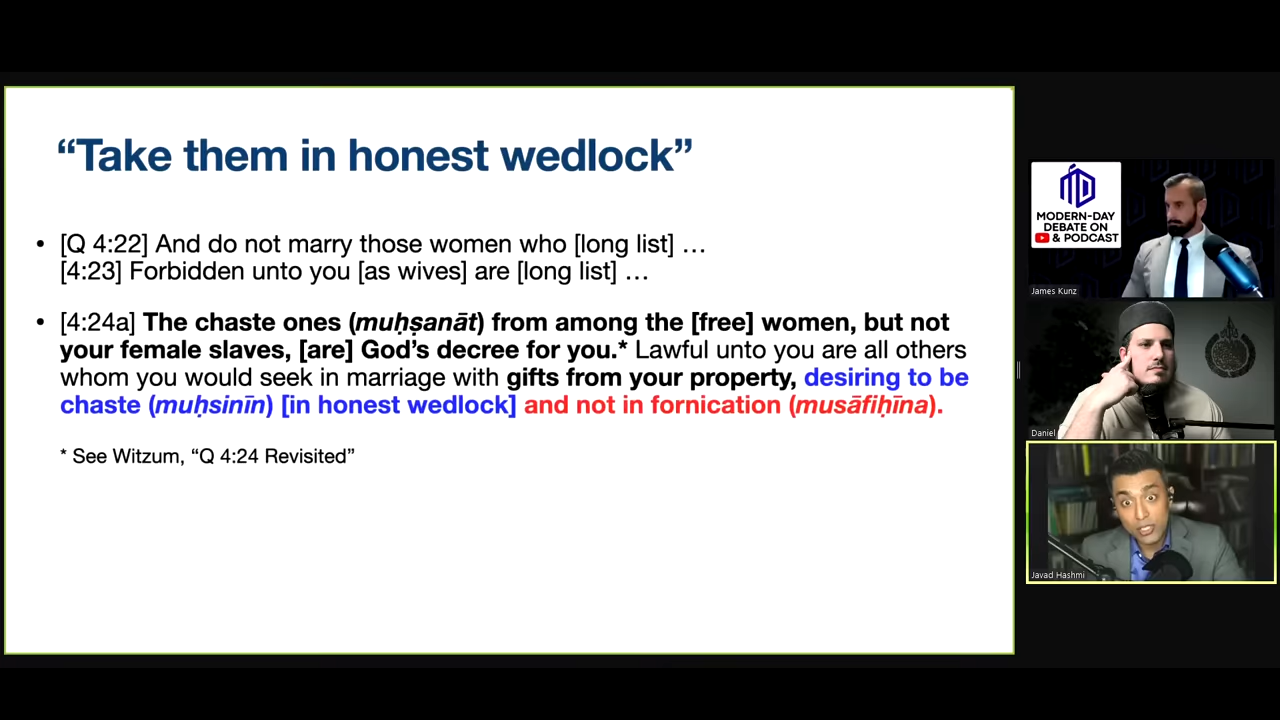 “Take them in honest wedlock”
• [Q 4:22] And do not marry those women who [long list] …
[4:23] Forbidden unto you [as wives] are [long list] …
• [4:24a] The chaste ones (muḥṣanāt) from among the [free] women, but not
your female slaves, [are] God’s decree for you.* Lawful unto you are all others
whom you would seek in marriage with gifts from your property, desiring to be
chaste (muḥsinīn) [in honest wedlock] and not in fornication (musāfiḥīna).
* See Witzum, “Q 4:24 Revisited”
MODERN-DAY
DEBATE ON
& PODCAST
James Kunz
Daniel
Javad Hashmi